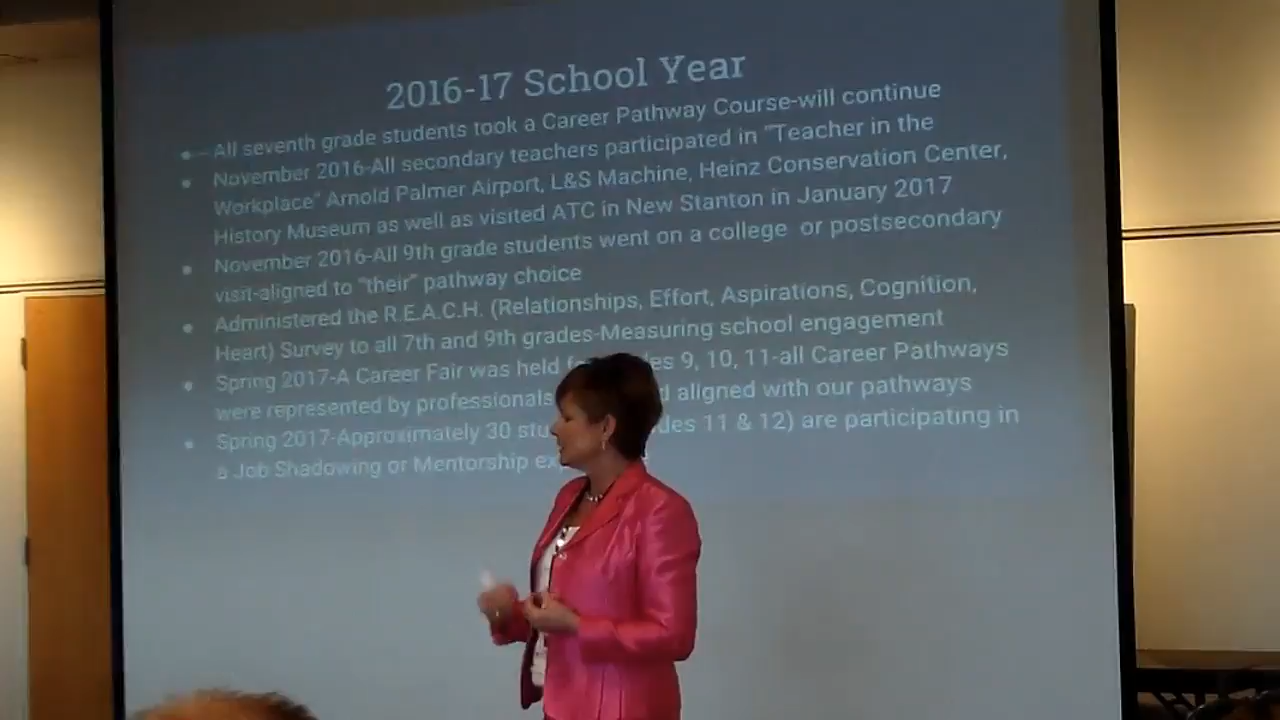 2016-17 School Year
● All seventh grade students took a Career Pathway Course-will continue
● November 2016-All secondary teachers participated in "Teacher in the
Workplace" Arnold Palmer Airport, L&S Machine, Heinz Conservation Center,
History Museum as well as visited ATC in New Stanton in January 2017
● November 2016-All 9th grade students went on a college or postsecondary
visit-aligned to "their" pathway choice
● Administered the R.E.A.C.H. (Relationships, Effort, Aspirations, Cognition,
Heart) Survey to all 7th and 9th grades-Measuring school engagement
● Spring 2017-A Career Fair was held 9, 10, 11-all Career Pathways
were represented by professionals aligned with our pathways
● Spring 2017-Approximately 30 11 & 12) are participating in
a Job Shadowing or Mentorship